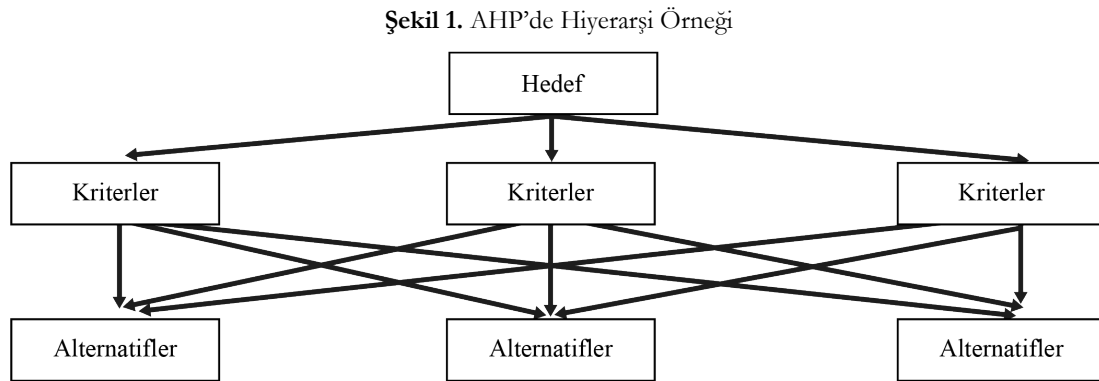 Şekil 1. AHP’de Hiyerarşi Örneği
Hedef
Kriterler
Kriterler
Kriterler
Alternatifler
Alternatifler
Alternatifler